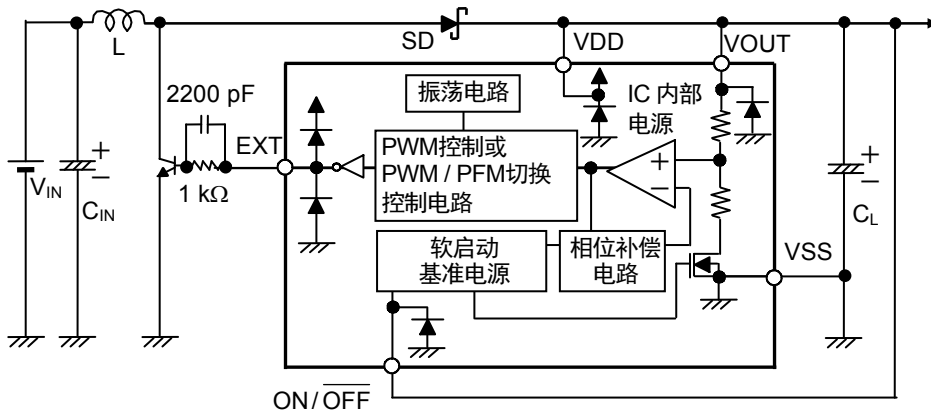 L
SD
VDD
VOUT
2200 pF
振荡电路
IC 内部
电源
EXT
+
PWM控制或
PWM / PFM切换
控制电路
+
−
+
−
VIN
CIN
1 kΩ
+
−
CL
软启动
基准电源
相位补偿
电路
VSS
ON / OFF